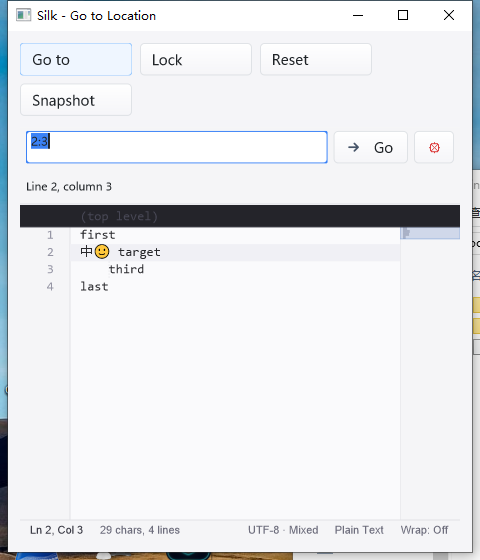 Silk - Go to Location
Go to
Lock
Reset
Snapshot
2:3
Go
Line 2, column 3
(top level)
1 first
2 中🙂 target
3 third
4 last
Ln 2, Col 3 29 chars, 4 lines UTF-8 · Mixed Plain Text Wrap: Off